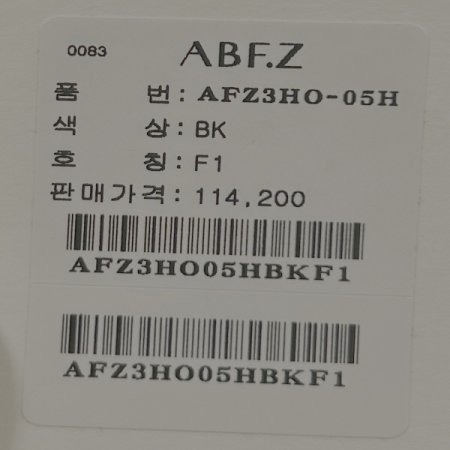 0083 ABF.Z
품 번 : AFZ3HO-05H
색 상 : BK
호 칭 : F1
판매가격 : 114,200
AFZ3HO05HBKF1
AFZ3HO05HBKF1